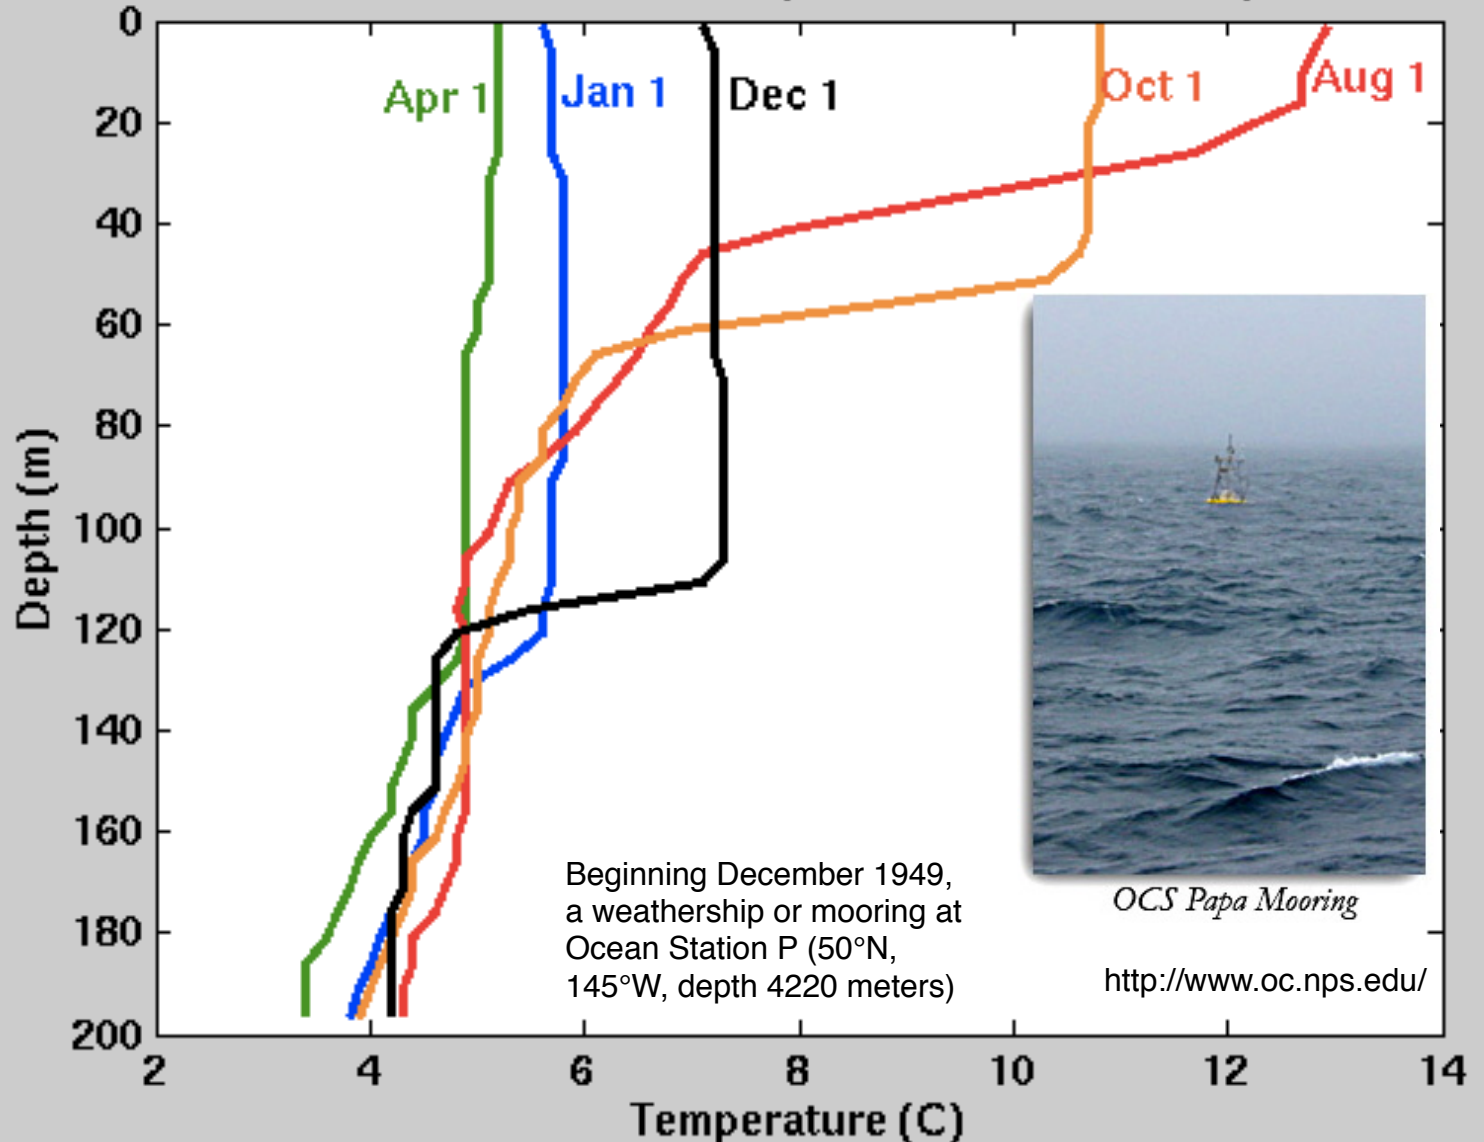 0
20
40
60
80
100
120
140
160
180
200
Depth (m)
Apr 1
Jan 1
Dec 1
Oct 1
Aug 1
Beginning December 1949,
a weathership or mooring at
Ocean Station P (50°N,
145°W, depth 4220 meters)
OCS Papa Mooring
http://www.oc.nps.edu/
2 4 6 8 10 12 14
Temperature (C)